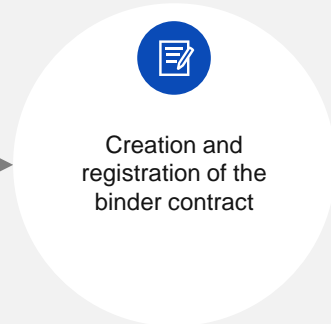 Creation and
registration of the
binder contract